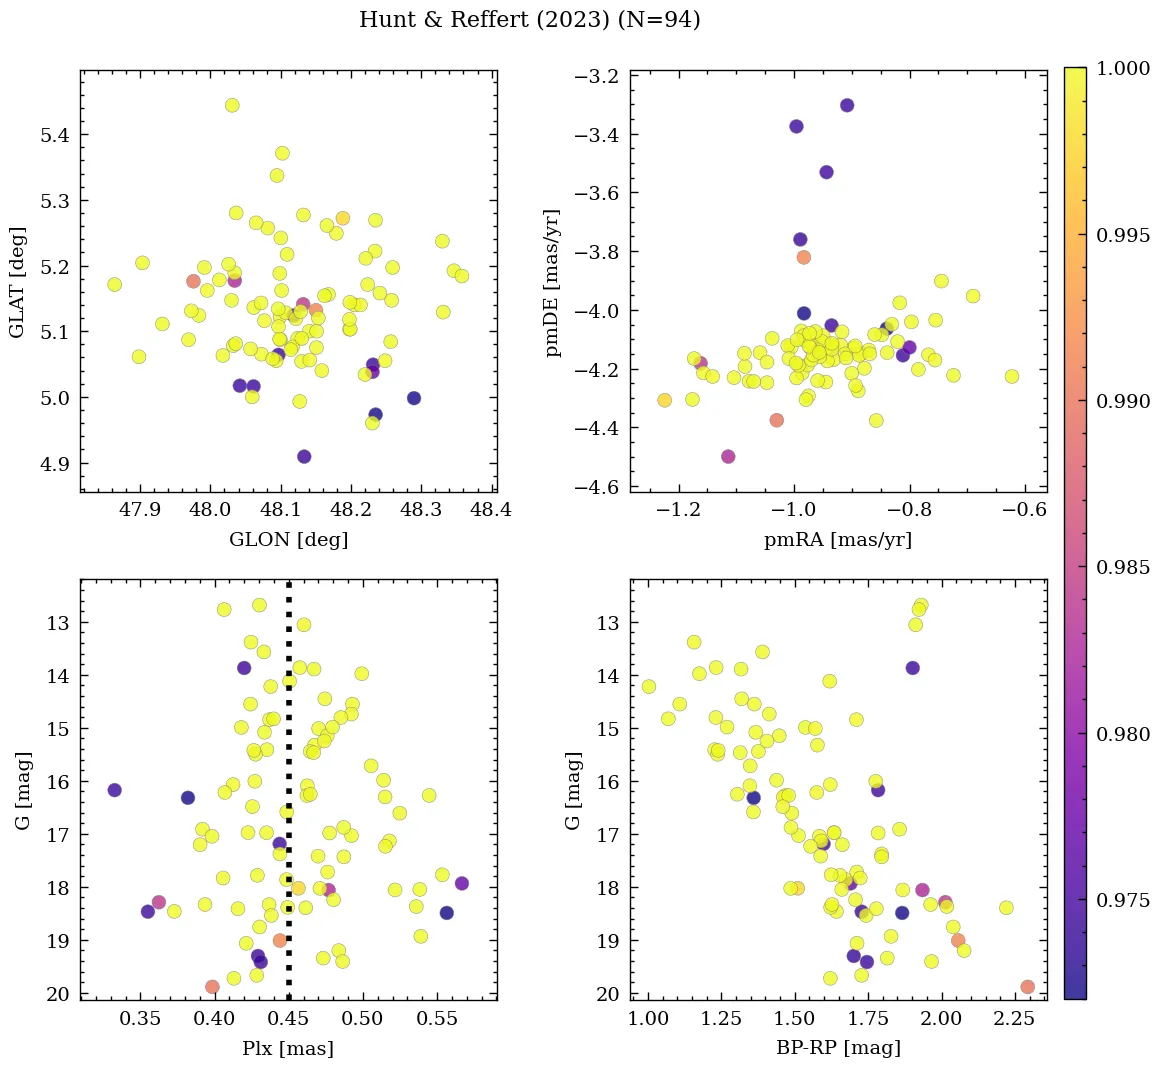 Hunt & Reffert (2023) (N=94)
5.4
5.3
5.2
5.1
5.0
4.9
GLAT [deg]
47.9 48.0 48.1 48.2 48.3 48.4
GLON [deg]
−3.2
−3.4
−3.6
−3.8
−4.0
−4.2
−4.4
−4.6
pmDE [mas/yr]
−1.2 −1.0 −0.8 −0.6
pmRA [mas/yr]
13
14
15
16
17
18
19
20
G [mag]
0.35 0.40 0.45 0.50 0.55
Plx [mas]
13
14
15
16
17
18
19
20
G [mag]
1.00 1.25 1.50 1.75 2.00 2.25
BP-RP [mag]
1.000
0.995
0.990
0.985
0.980
0.975